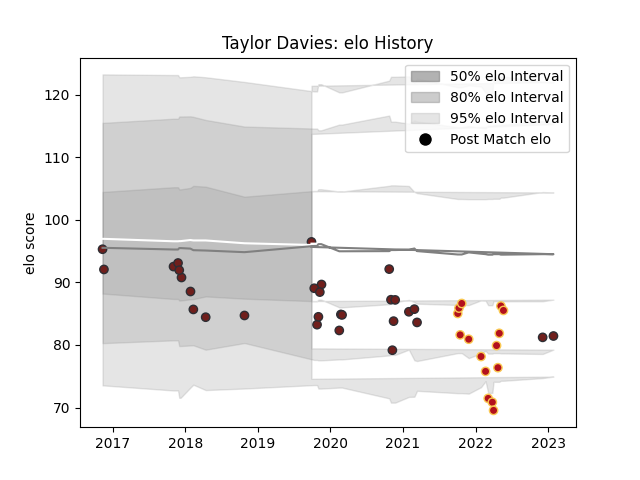 Taylor Davies: elo History
50% elo Interval
80% elo Interval
95% elo Interval
Post Match elo
elo score
120
110
100
90
80
70
2017 2018 2019 2020 2021 2022 2023